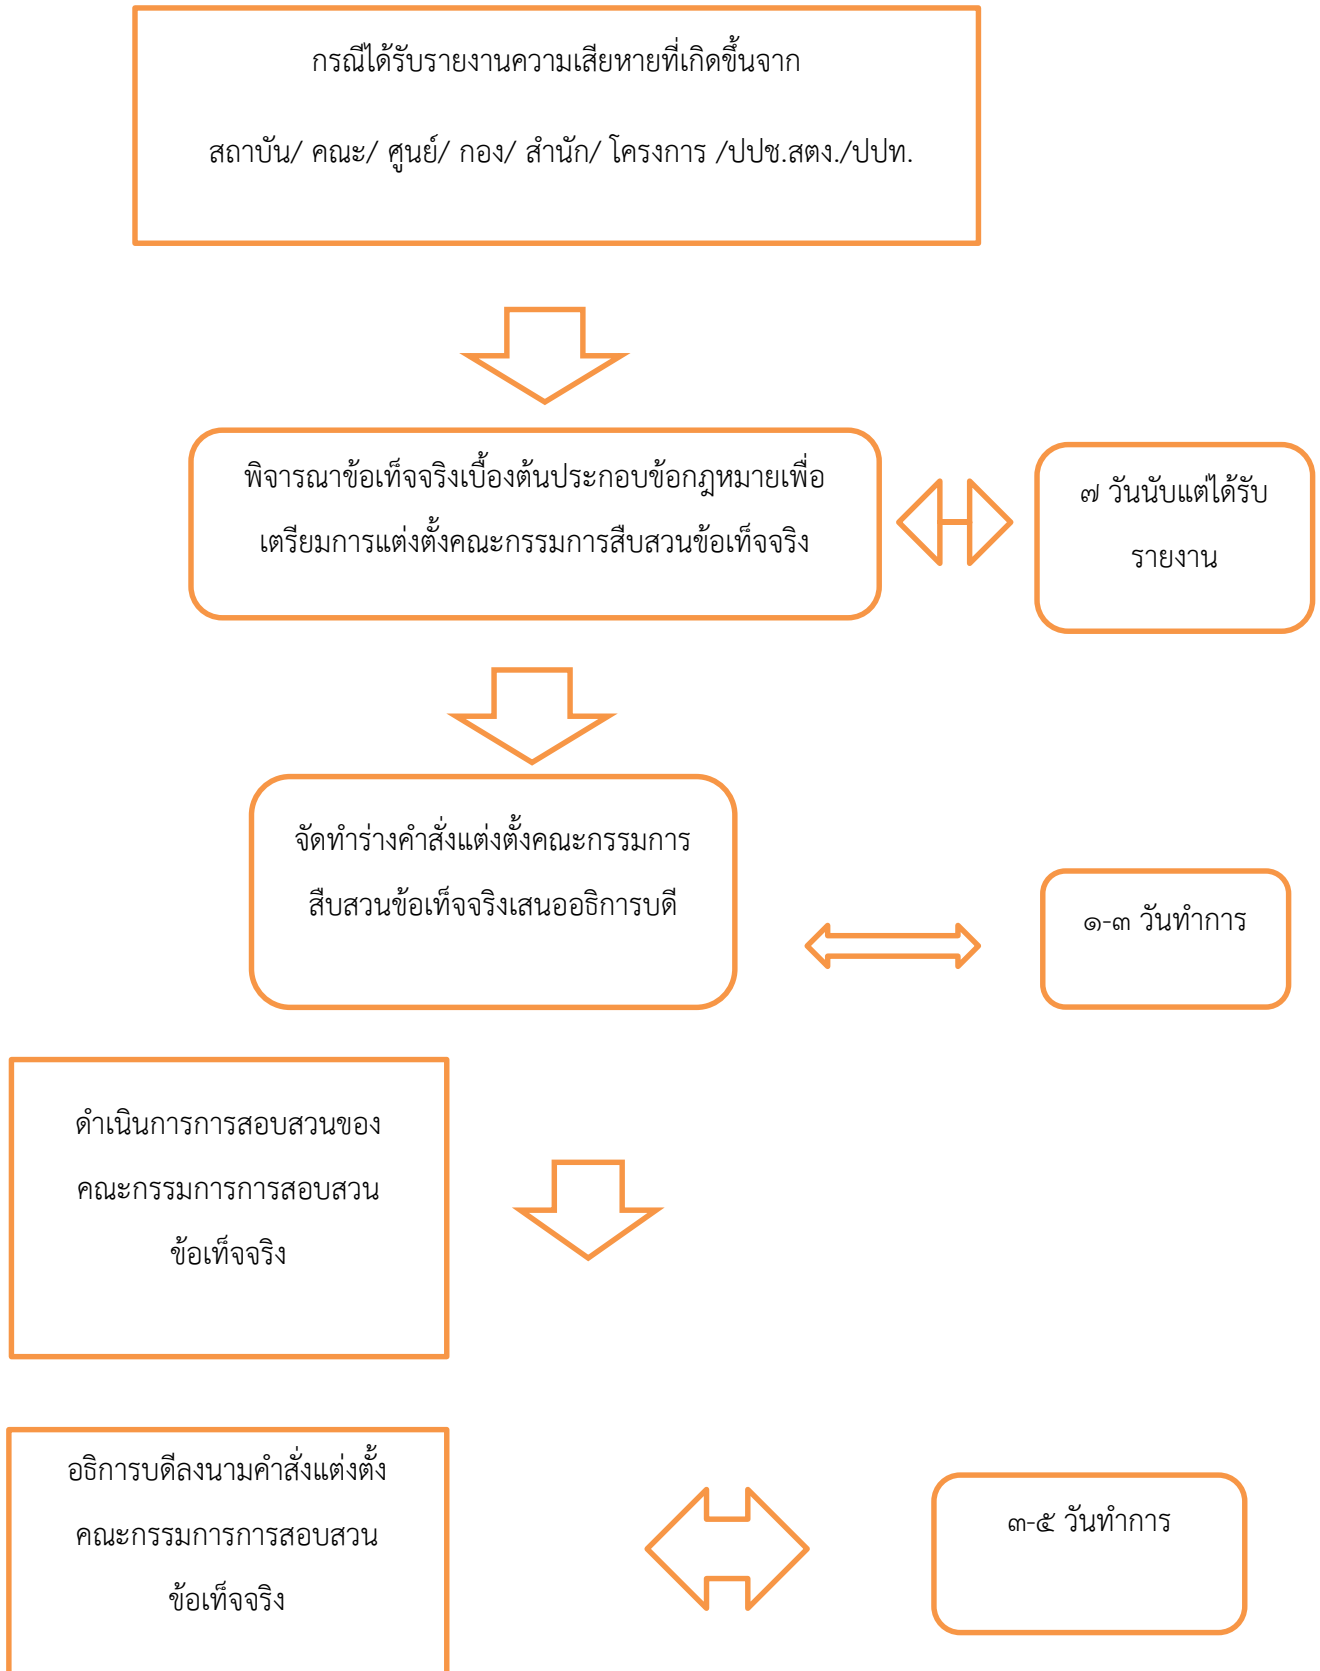 กรณีได้รับรายงานความเสียหายที่เกิดขึ้นจาก
สถาบัน/ คณะ/ ศูนย์/ กอง/ สำนัก/ โครงการ /ปปช.สตง./ปปท.
พิจารณาข้อเท็จจริงเบื้องต้นประกอบข้อกฎหมายเพื่อ
เตรียมการแต่งตั้งคณะกรรมการสืบสวนข้อเท็จจริง
๗ วันนับแต่ได้รับ
รายงาน
จัดทำร่างคำสั่งแต่งตั้งคณะกรรมการ
สืบสวนข้อเท็จจริงเสนออธิการบดี
๑-๓ วันทำการ
ดำเนินการการสอบสวนของ
คณะกรรมการการสอบสวน
ข้อเท็จจริง
อธิการบดีลงนามคำสั่งแต่งตั้ง
คณะกรรมการการสอบสวน
ข้อเท็จจริง
๓-๕ วันทำการ